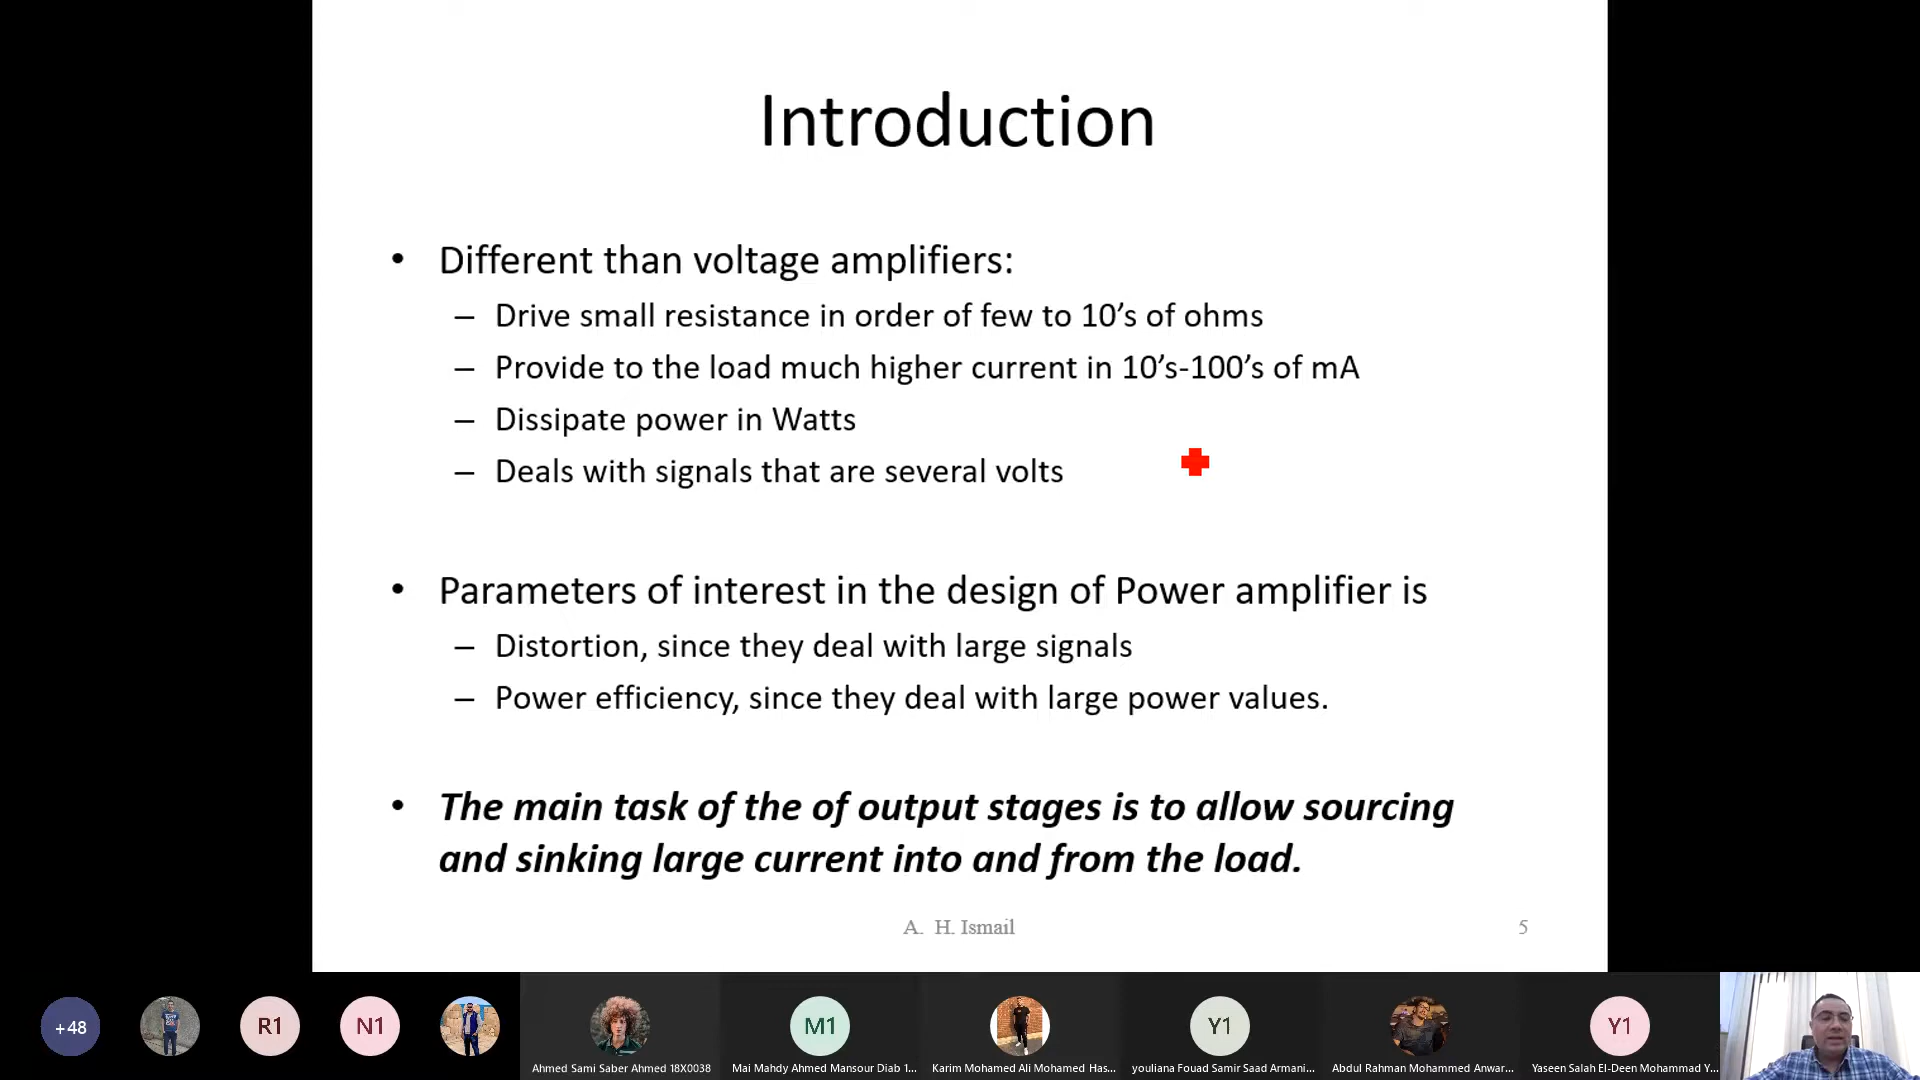 Introduction
• Different than voltage amplifiers:
– Drive small resistance in order of few to 10’s of ohms
– Provide to the load much higher current in 10’s-100’s of mA
– Dissipate power in Watts
– Deals with signals that are several volts
• Parameters of interest in the design of Power amplifier is
– Distortion, since they deal with large signals
– Power efficiency, since they deal with large power values.
• The main task of the of output stages is to allow sourcing
and sinking large current into and from the load.
A. H. Ismail
5
+48
R1
N1
M1
Y1
Y1
Ahmed Sami Saber Ahmed 18X0038
Mai Mahdy Ahmed Mansour Diab 1...
Karim Mohamed Ali Mohamed Has...
youliana Fouad Samir Saad Armani...
Abdul Rahman Mohammed Anwar...
Yaseen Salah El-Deen Mohammad Y...